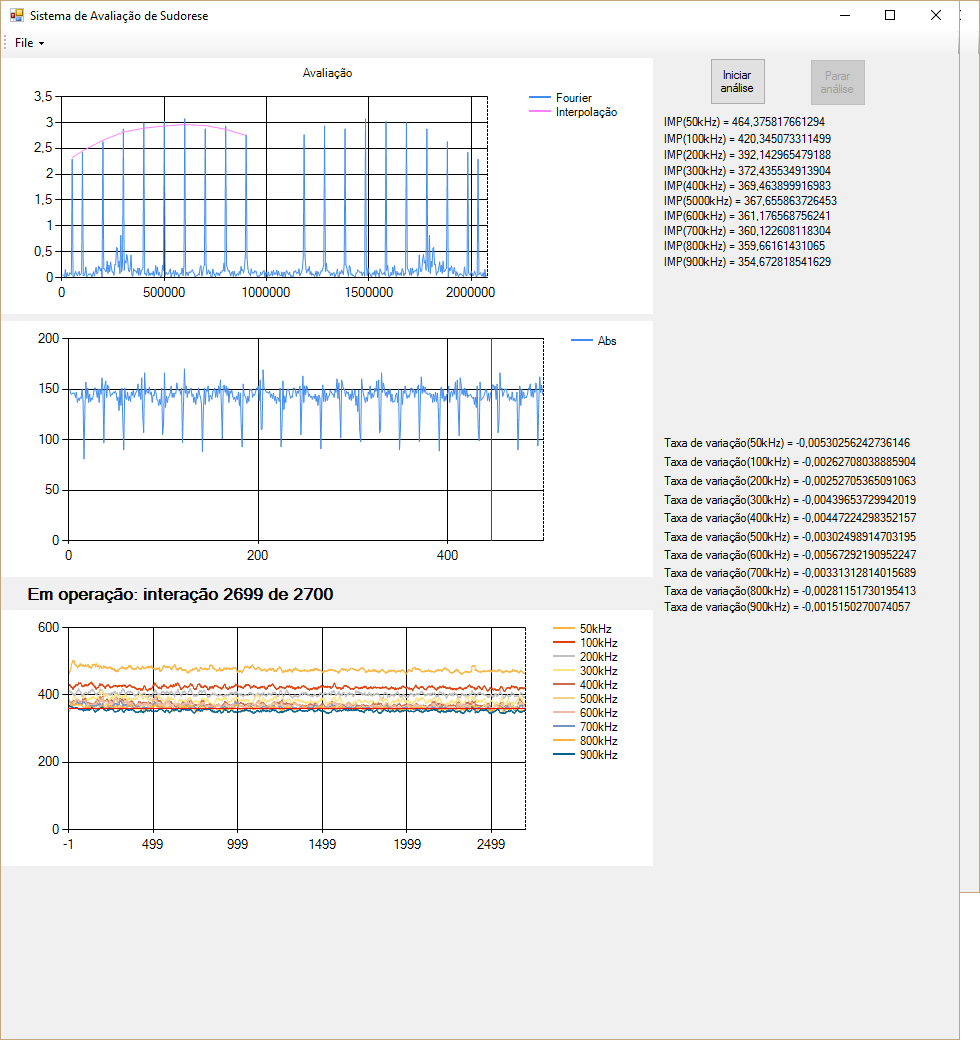 Sistema de Avaliação de Sudorese
File
Avaliação
3,5
3
2,5
2
1,5
1
0,5
0
0 500000 1000000 1500000 2000000
Fourier
Interpolação
Iniciar análise
Parar análise
IMP(50kHz) = 464,375817661294
IMP(100kHz) = 420,345073311499
IMP(200kHz) = 392,142965479188
IMP(300kHz) = 372,435534913904
IMP(400kHz) = 369,463899916983
IMP(5000kHz) = 367,655863726453
IMP(600kHz) = 361,176568756241
IMP(700kHz) = 360,122608118304
IMP(800kHz) = 359,66161431065
IMP(900kHz) = 354,672818541629
200
150
100
50
0
0 200 400
Abs
Taxa de variação(50kHz) = -0,00530256242736146
Taxa de variação(100kHz) = -0,00262708038885904
Taxa de variação(200kHz) = -0,00252705365091063
Taxa de variação(300kHz) = -0,00439653729942019
Taxa de variação(400kHz) = -0,00447224298352157
Taxa de variação(500kHz) = -0,00302498914703195
Taxa de variação(600kHz) = -0,00567292190952247
Taxa de variação(700kHz) = -0,00331312814015689
Taxa de variação(800kHz) = -0,00281151730195413
Taxa de variação(900kHz) = -0,0015150270074057
Em operação: interação 2699 de 2700
600
400
200
0
-1 499 999 1499 1999 2499
50kHz
100kHz
200kHz
300kHz
400kHz
500kHz
600kHz
700kHz
800kHz
900kHz